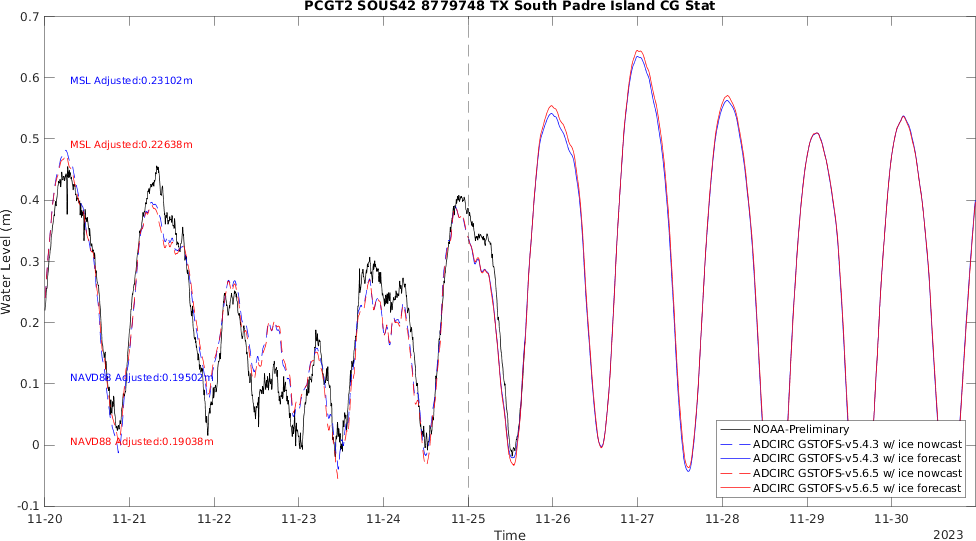 PCGT2 SOUS42 8779748 TX South Padre Island CG Stat
0.7
0.6
0.5
0.4
0.3
0.2
0.1
0
-0.1
Water Level (m)
MSL Adjusted:0.23102m
MSL Adjusted:0.22638m
NAVD88 Adjusted:0.19502m
NAVD88 Adjusted:0.19038m
NOAA-Preliminary
ADCIRC GSTOFS-v5.4.3 w/ ice nowcast
ADCIRC GSTOFS-v5.4.3 w/ ice forecast
ADCIRC GSTOFS-v5.6.5 w/ ice nowcast
ADCIRC GSTOFS-v5.6.5 w/ ice forecast
11-20 11-21 11-22 11-23 11-24 11-25 11-26 11-27 11-28 11-29 11-30
Time
2023